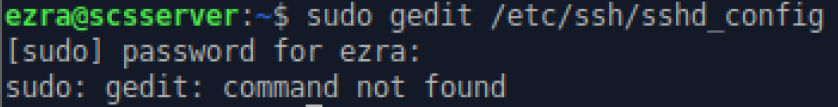 ezra@scsserver:~$ sudo gedit /etc/ssh/sshd_config
[sudo] password for ezra:
sudo: gedit: command not found